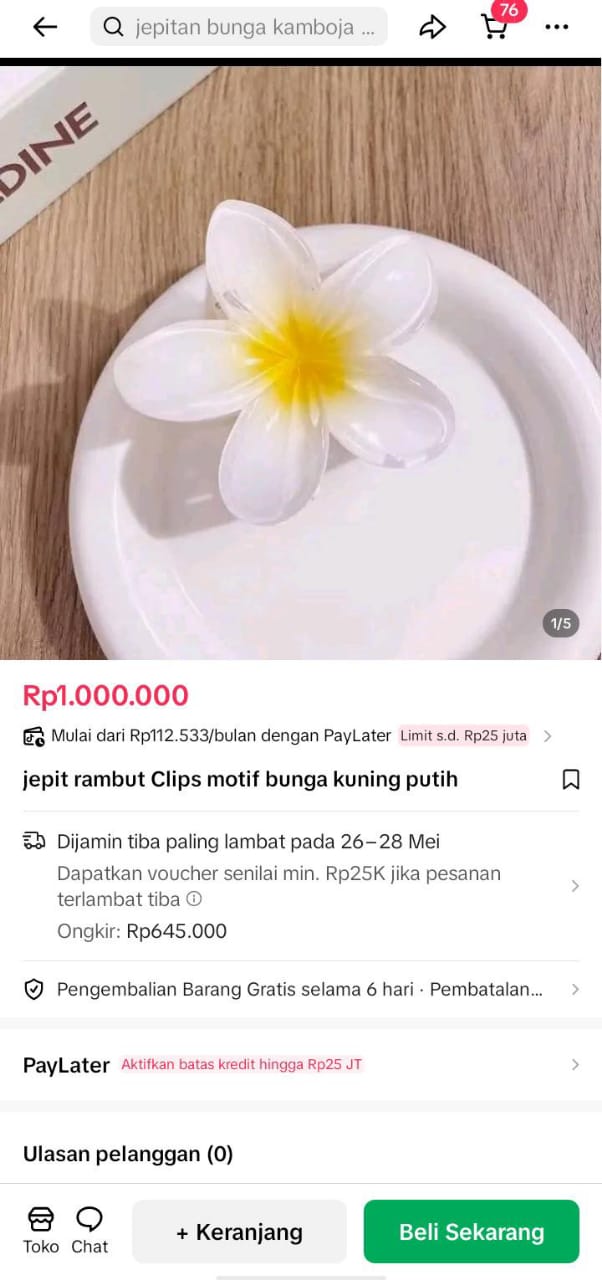 jepitan bunga kamboja ...
76
DINE
1/5
Rp1.000.000
Mulai dari Rp112.533/bulan dengan PayLater Limit s.d. Rp25 juta
jepit rambut Clips motif bunga kuning putih
Dijamin tiba paling lambat pada 26–28 Mei
Dapatkan voucher senilai min. Rp25K jika pesanan
terlambat tiba
Ongkir: Rp645.000
Pengembalian Barang Gratis selama 6 hari · Pembatalan...
PayLater Aktifkan batas kredit hingga Rp25 JT
Ulasan pelanggan (0)
Toko Chat + Keranjang Beli Sekarang